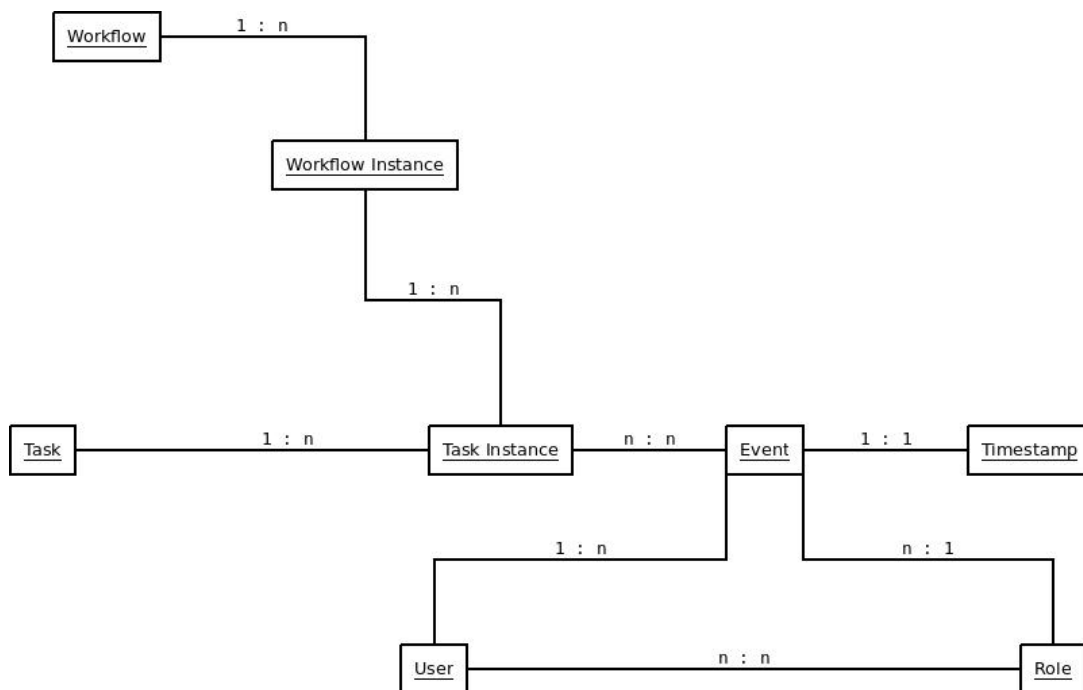 Workflow
1 : n
Workflow Instance
1 : n
Task
1 : n
Task Instance
n : n
Event
1 : 1
Timestamp
1 : n
n : 1
User
n : n
Role